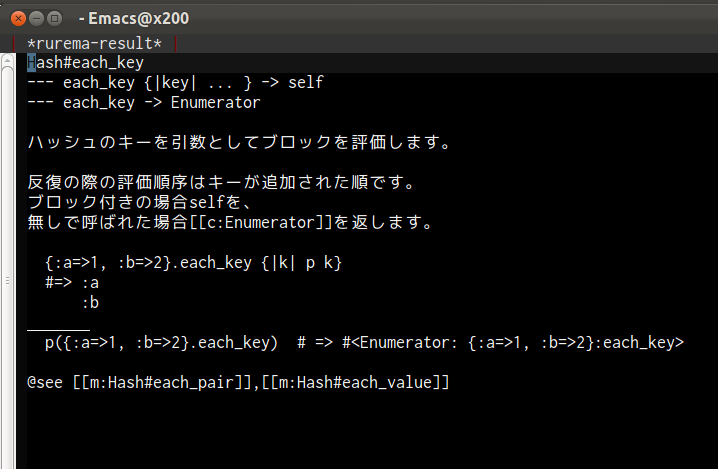 - Emacs@x200
*rurema-result*
Hash#each_key
--- each_key {|key| ... } -> self
--- each_key -> Enumerator
ハッシュのキーを引数としてブロックを評価します。
反復の際の評価順序はキーが追加された順です。
ブロック付きの場合selfを、
無しで呼ばれた場合[[c:Enumerator]]を返します。
{:a=>1, :b=>2}.each_key {|k| p k}
#=> :a
:b
p({:a=>1, :b=>2}.each_key)  # => #<Enumerator: {:a=>1, :b=>2}:each_key>
@see [[m:Hash#each_pair]],[[m:Hash#each_value]]